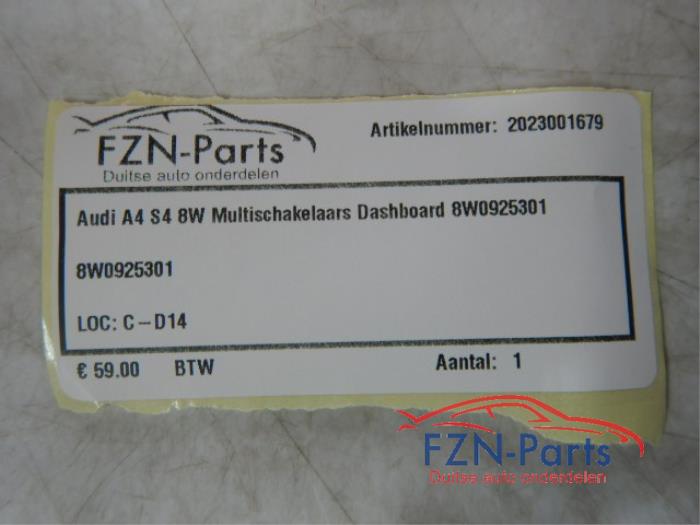 FZN-Parts
Duitse auto onderdelen
Artikelnummer: 2023001679
Audi A4 S4 8W Multischakelaars Dashboard 8W0925301
8W0925301
LOC: C-D14
€ 59.00 BTW
Aantal: 1
FZN-Parts
Duitse auto onderdelen